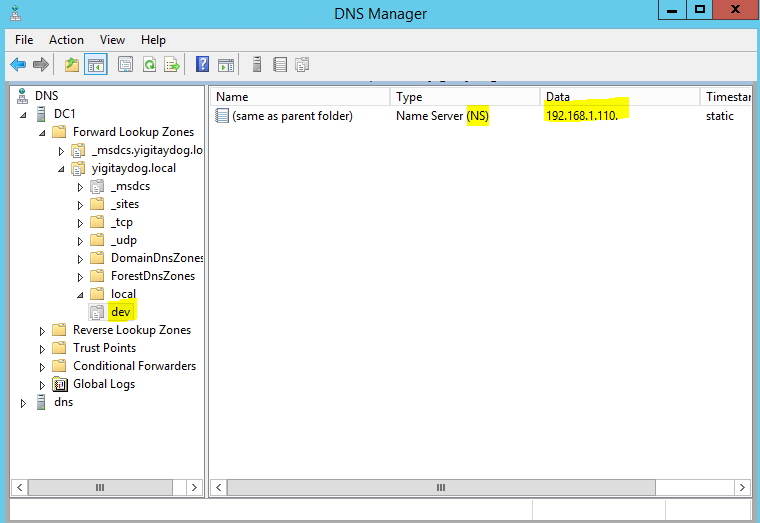 DNS Manager
File Action View Help
DNS
DC1
Forward Lookup Zones
_msdcs.yigitaydog.lo
yigitaydog.local
_msdcs
_sites
_tcp
_udp
DomainDnsZones
ForestDnsZones
local
dev
Reverse Lookup Zones
Trust Points
Conditional Forwarders
Global Logs
dns
Name Type Data Timestar
(same as parent folder) Name Server (NS) 192.168.1.110. static